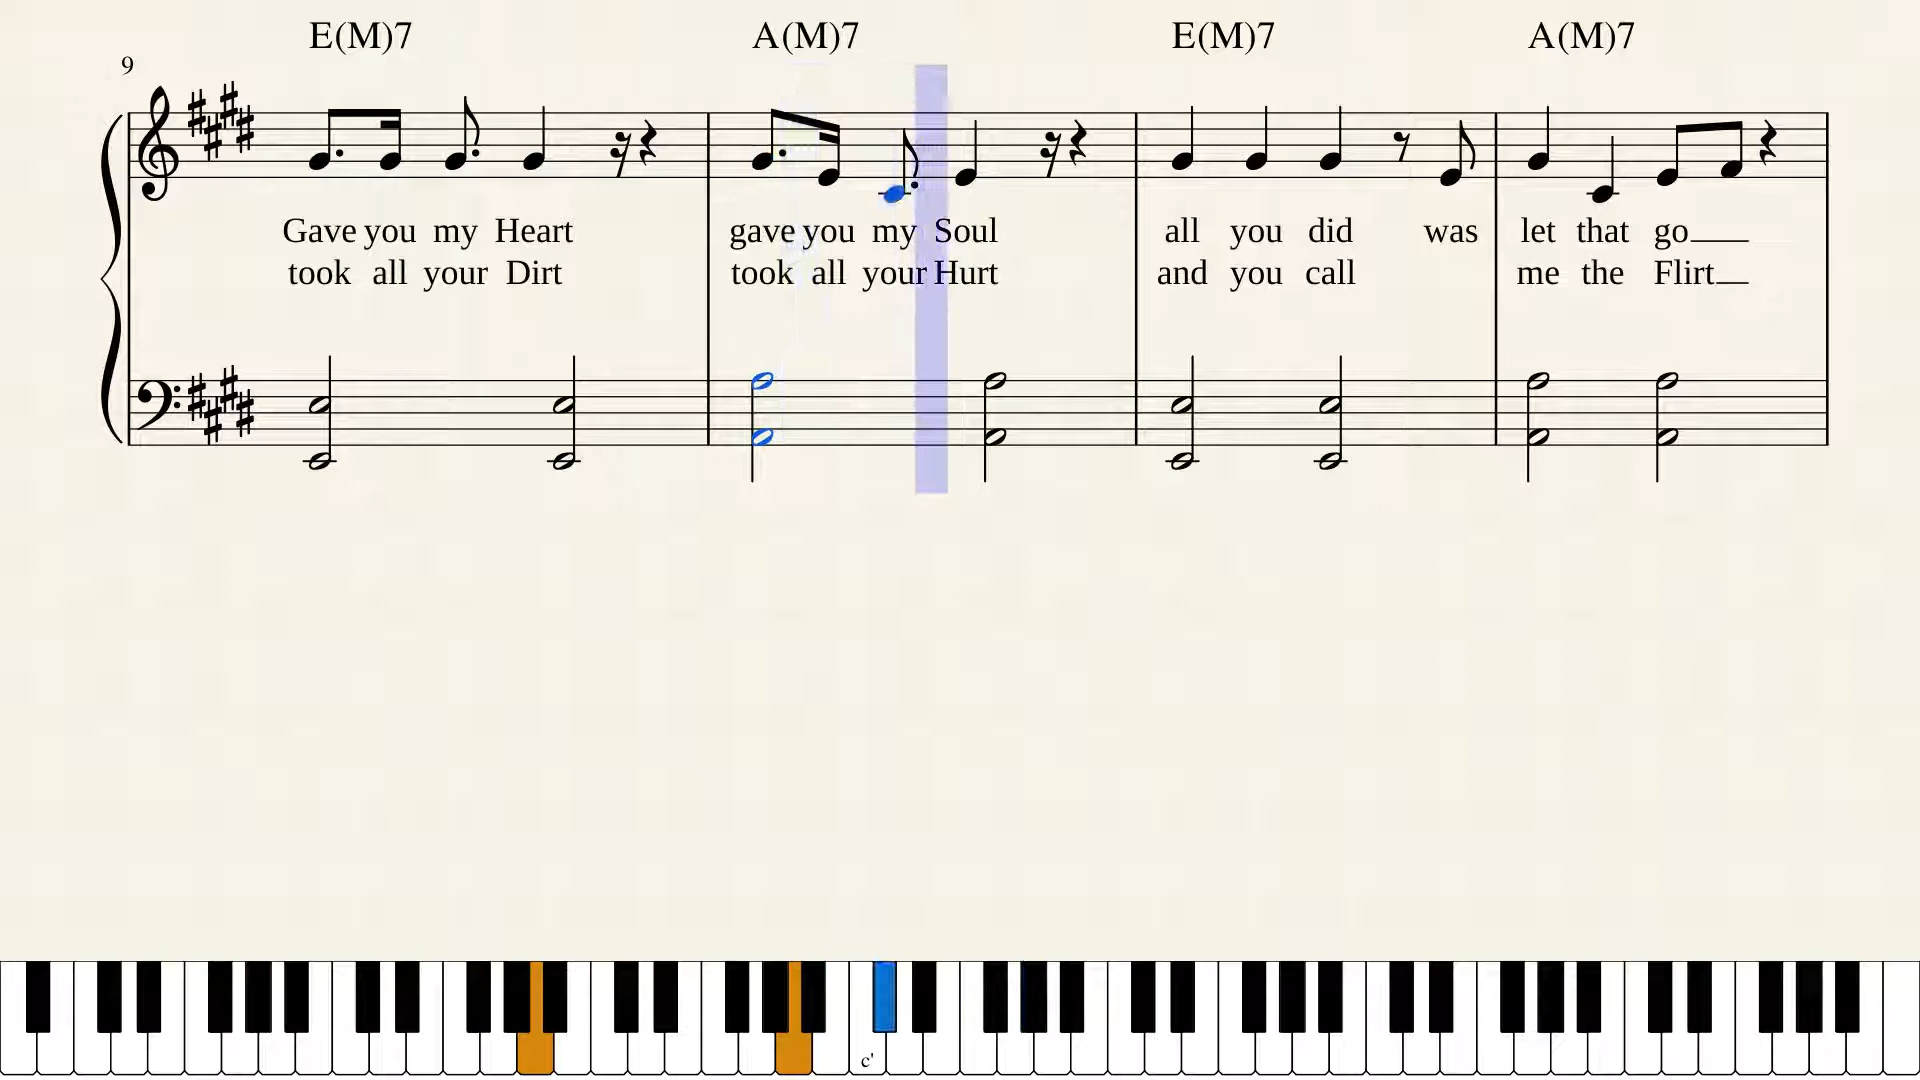 E(M)7 A(M)7 E(M)7 A(M)7
9
Gave you my Heart gave you my Soul all you did was let that go
took all your Dirt took all your Hurt and you call me the Flirt
c'